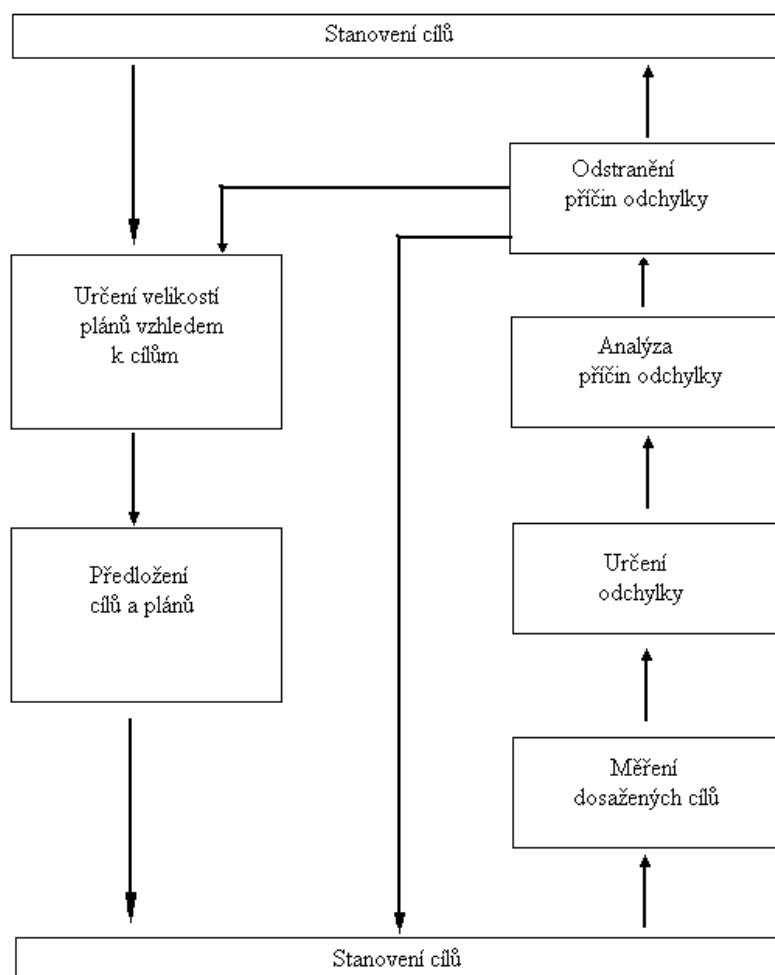 Stanovení cílů
Odstranění
příčin odchylky
Určení velikostí
plánů vzhledem
k cílům
Analýza
příčin odchylky
Předložení
cílů a plánů
Určení
odchylky
Měření
dosažených cílů
Stanovení cílů